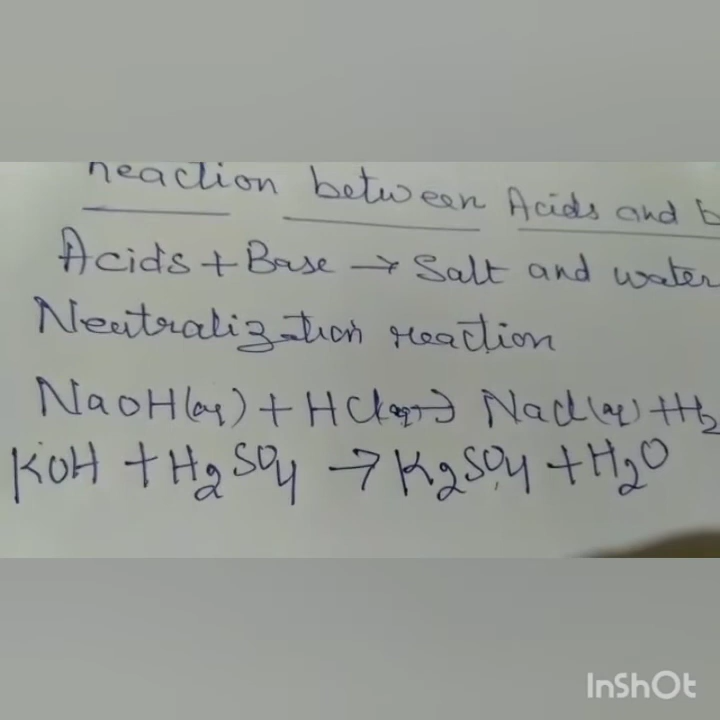 Reaction between Acids and b
Acids + Base → Salt and water
Neutralization reaction
NaOH(aq) + HCl(aq) → NaCl(aq) + H2
KOH + H2SO4 → K2SO4 + H2O
InShOt